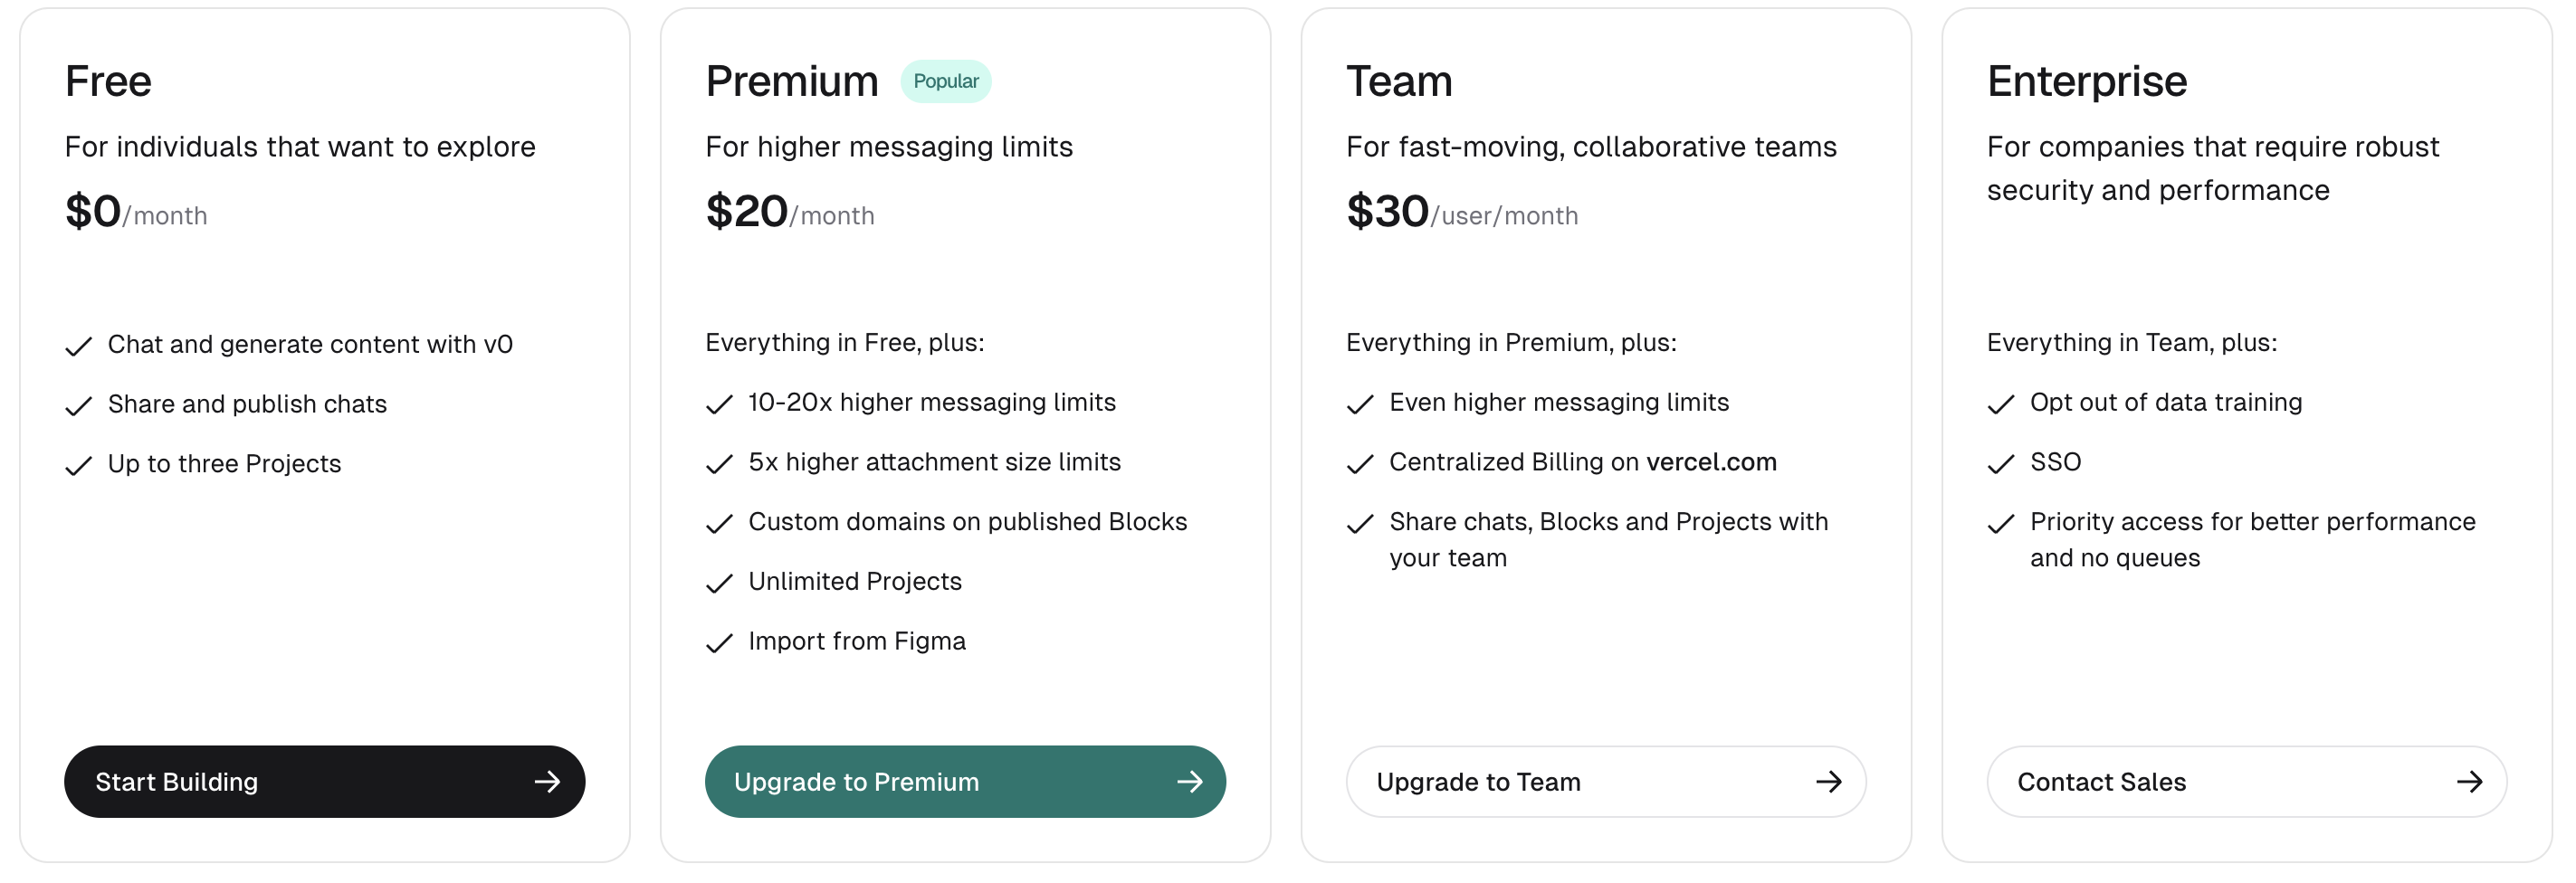 Free
For individuals that want to explore
$0/month
Chat and generate content with v0
Share and publish chats
Up to three Projects
Start Building
Premium Popular
For higher messaging limits
$20/month
Everything in Free, plus:
10-20x higher messaging limits
5x higher attachment size limits
Custom domains on published Blocks
Unlimited Projects
Import from Figma
Upgrade to Premium
Team
For fast-moving, collaborative teams
$30/user/month
Everything in Premium, plus:
Even higher messaging limits
Centralized Billing on vercel.com
Share chats, Blocks and Projects with
your team
Upgrade to Team
Enterprise
For companies that require robust
security and performance
Everything in Team, plus:
Opt out of data training
SSO
Priority access for better performance
and no queues
Contact Sales